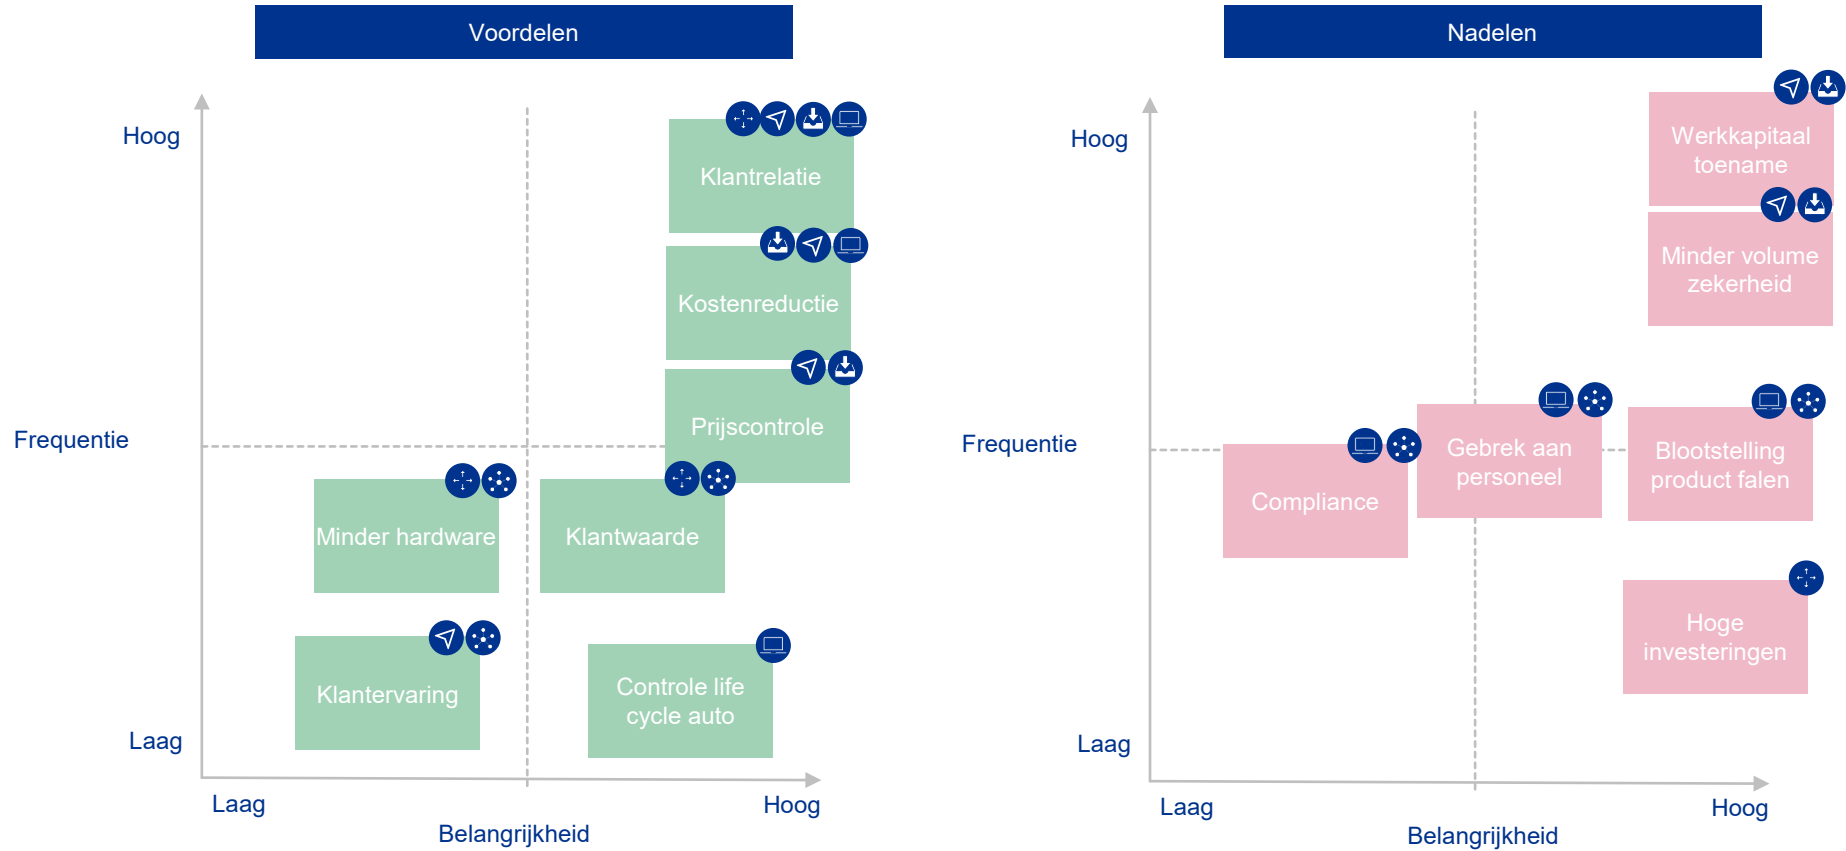 Voordelen
Hoog
Klantrelatie
Kostenreductie
Prijscontrole
Frequentie
Minder hardware
Klantwaarde
Klantervaring
Controle life
cycle auto
Laag
Laag
Hoog
Belangrijkheid
Nadelen
Hoog
Werkkapitaal
toename
Minder volume
zekerheid
Frequentie
Gebrek aan
personeel
Blootstelling
product falen
Compliance
Hoge
investeringen
Laag
Laag
Hoog
Belangrijkheid